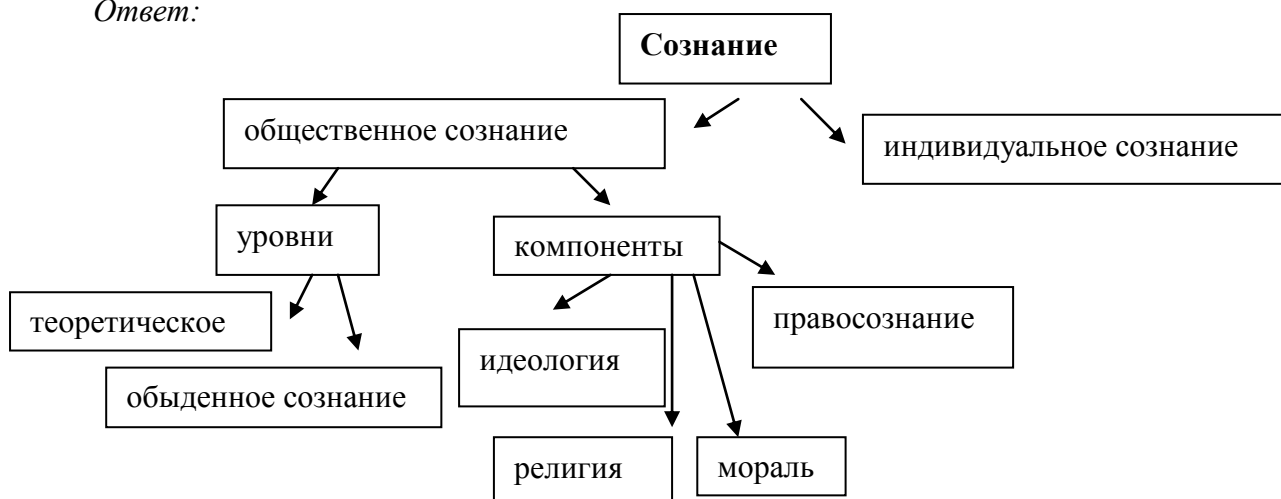 Ответ:
Сознание
общественное сознание
индивидуальное сознание
уровни
компоненты
теоретическое
правосознание
идеология
обыденное сознание
религия
мораль